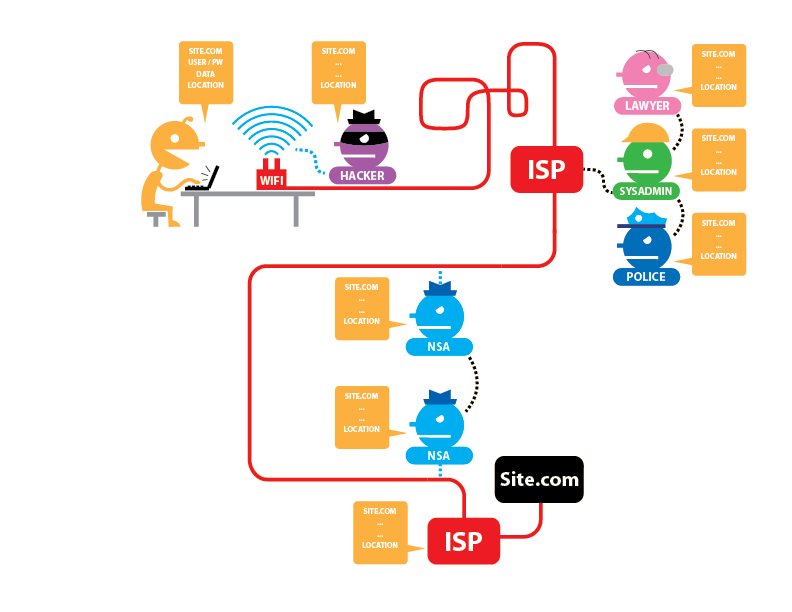 SITE.COM
USER / PW
DATA
LOCATION
SITE.COM
...
...
LOCATION
WIFI
HACKER
ISP
SITE.COM
...
...
LOCATION
LAWYER
SITE.COM
...
...
LOCATION
SYSADMIN
SITE.COM
...
...
LOCATION
POLICE
SITE.COM
...
...
LOCATION
NSA
SITE.COM
...
...
LOCATION
NSA
Site.com
SITE.COM
...
...
LOCATION
ISP